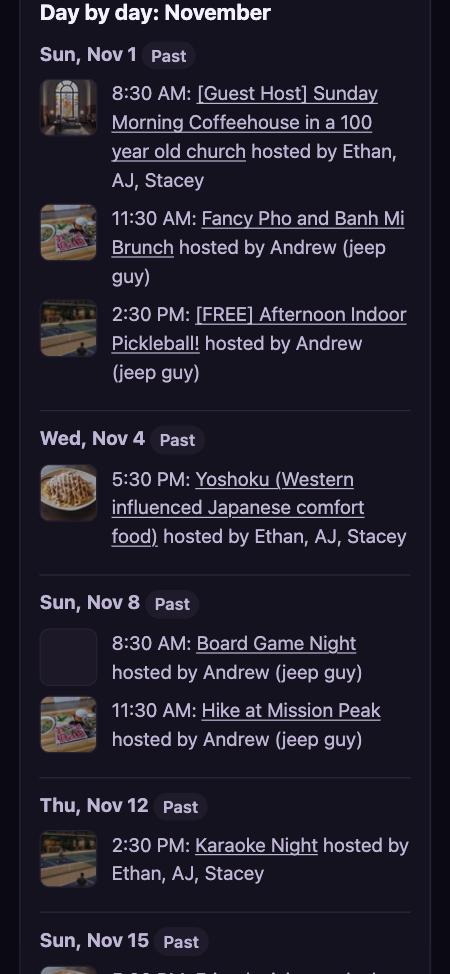 Day by day: November
Sun, Nov 1 Past
8:30 AM: [Guest Host] Sunday
Morning Coffeehouse in a 100
year old church hosted by Ethan,
AJ, Stacey
11:30 AM: Fancy Pho and Banh Mi
Brunch hosted by Andrew (jeep
guy)
2:30 PM: [FREE] Afternoon Indoor
Pickleball! hosted by Andrew
(jeep guy)
Wed, Nov 4 Past
5:30 PM: Yoshoku (Western
influenced Japanese comfort
food) hosted by Ethan, AJ, Stacey
Sun, Nov 8 Past
8:30 AM: Board Game Night
hosted by Andrew (jeep guy)
11:30 AM: Hike at Mission Peak
hosted by Andrew (jeep guy)
Thu, Nov 12 Past
2:30 PM: Karaoke Night hosted by
Ethan, AJ, Stacey
Sun, Nov 15 Past